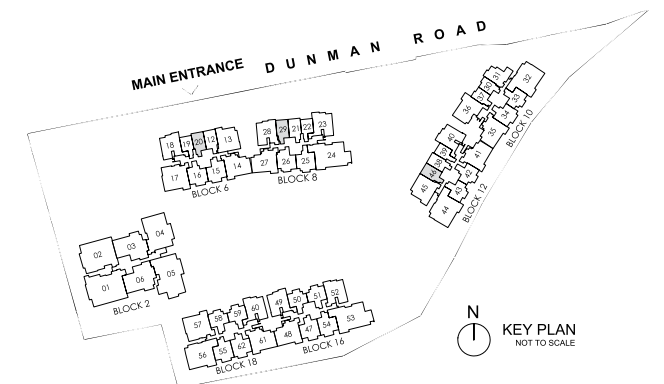 DUNMAN ROAD
MAIN ENTRANCE
18 19 20 12 13
17 16 15 14
BLOCK 6
28 29 21 22 23
27 26 25 24
BLOCK 8
31 32
30
37 33
36 34
35
BLOCK 10
40 41
39
38 42
46 43
45 44
BLOCK 12
02 03 04
01 06 05
BLOCK 2
57 58 59 60
56 55 62 61
BLOCK 18
49 50 51 52
48 47 54 53
BLOCK 16
N
KEY PLAN
NOT TO SCALE